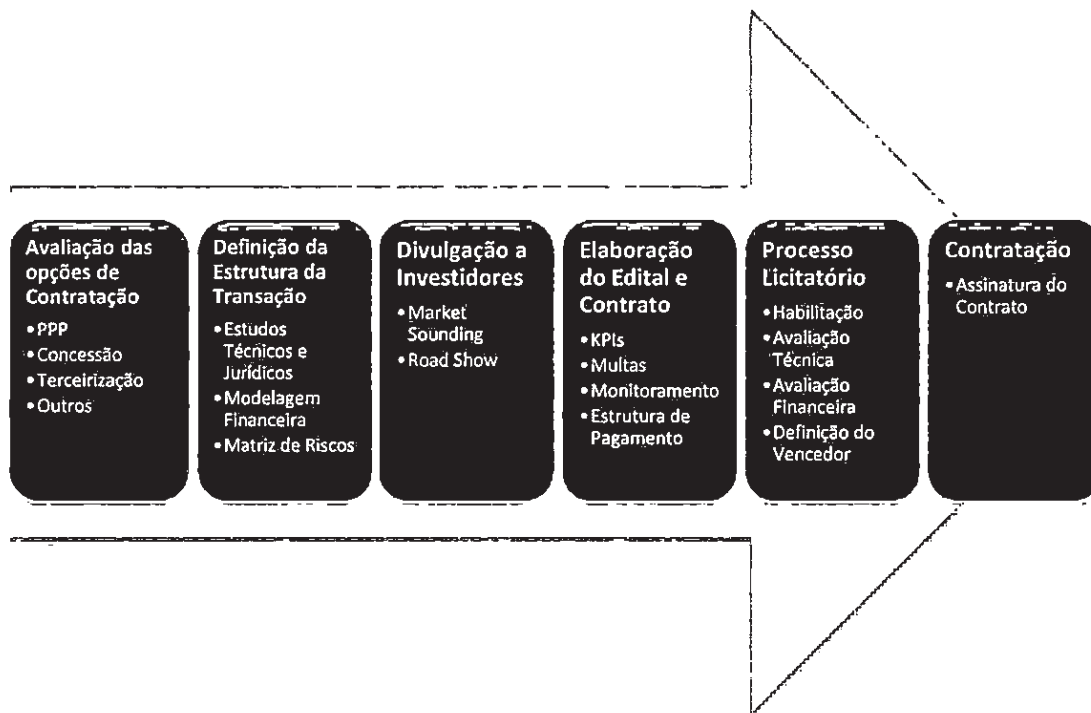 Avaliação das
opções de
Contratação
• PPP
• Concessão
• Terceirização
• Outros
Definição da
Estrutura da
Transação
• Estudos
Técnicos e
Jurídicos
• Modelagem
Financeira
• Matriz de Riscos
Divulgação a
Investidores
• Market
Sounding
• Road Show
Elaboração
do Edital e
Contrato
• KPIs
• Multas
• Monitoramento
• Estrutura de
Pagamento
Processo
Licitatório
• Habilitação
• Avaliação
Técnica
• Avaliação
Financeira
• Definição do
Vencedor
Contratação
• Assinatura do
Contrato